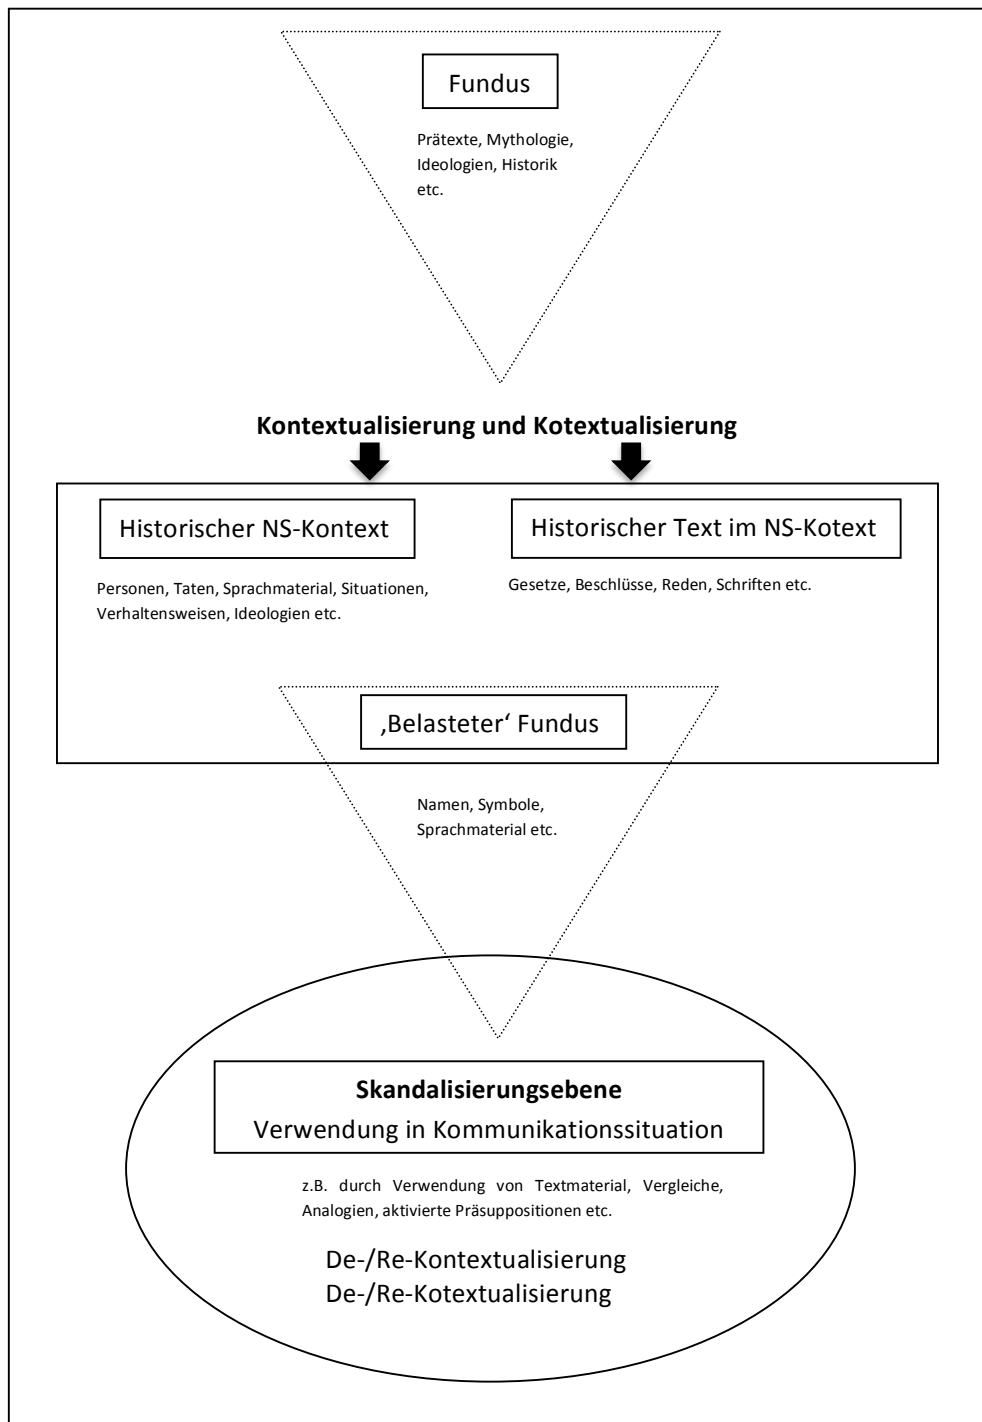 Fundus
Prätexte, Mythologie,
Ideologien, Historik
etc.
Kontextualisierung und Kotextualisierung
Historischer NS-Kontext
Personen, Taten, Sprachmaterial, Situationen,
Verhaltensweisen, Ideologien etc.
Historischer Text im NS-Kotext
Gesetze, Beschlüsse, Reden, Schriften etc.
‚Belasteter‘ Fundus
Namen, Symbole,
Sprachmaterial etc.
Skandalisierungsebene
Verwendung in Kommunikationssituation
z.B. durch Verwendung von Textmaterial, Vergleiche,
Analogien, aktivierte Präsuppositionen etc.
De-/Re-Kontextualisierung
De-/Re-Kotextualisierung